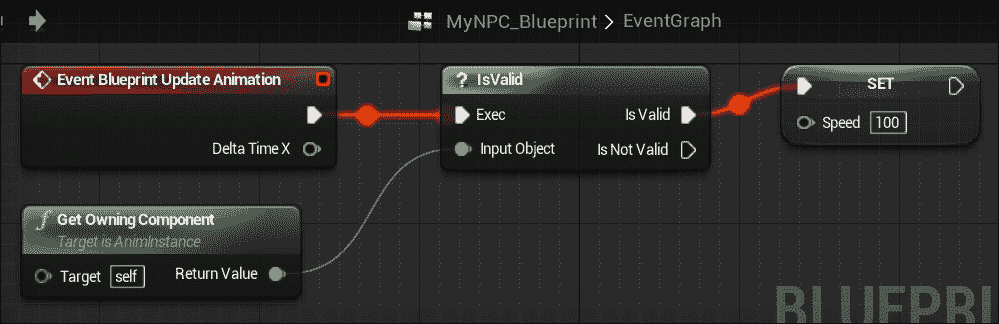 MyNPC_Blueprint > EventGraph
Event Blueprint Update Animation
Delta Time X
? IsValid
Exec
Is Valid
Input Object
Is Not Valid
SET
Speed 100
f Get Owning Component
Target is AnimInstance
Target self
Return Value
BLUEPRI